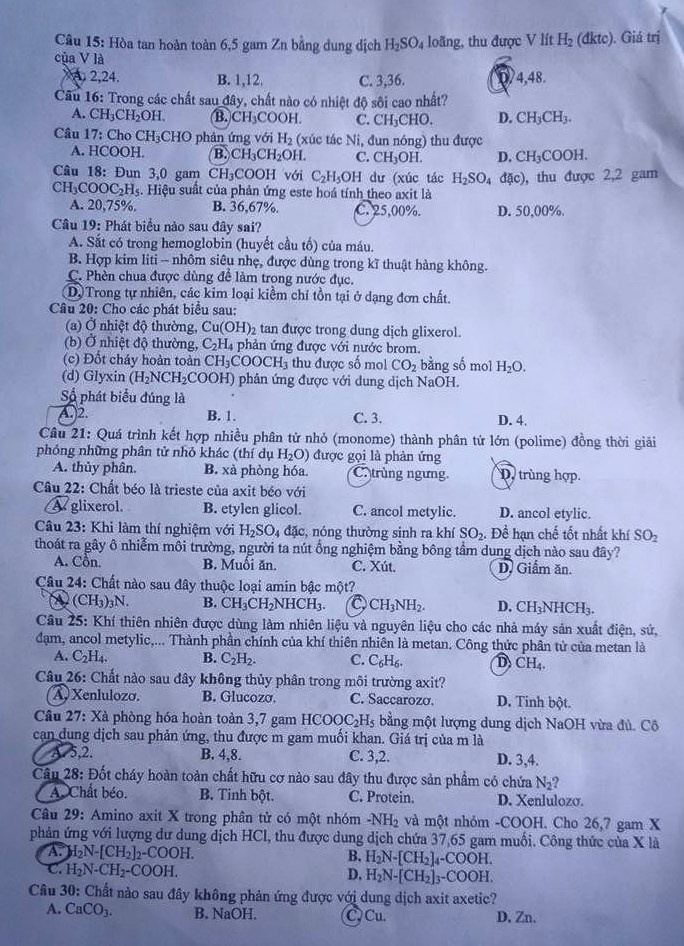 Câu 15: Hòa tan hoàn toàn 6,5 gam Zn bằng dung dịch H₂SO₄ loãng, thu được V lít H₂ (đktc). Giá trị
của V là
A. 2,24. B. 1,12. C. 3,36. D. 4,48.
Câu 16: Trong các chất sau đây, chất nào có nhiệt độ sôi cao nhất?
A. CH₃CH₂OH. B. CH₃COOH. C. CH₃CHO. D. CH₃CH₃.
Câu 17: Cho CH₃CHO phản ứng với H₂ (xúc tác Ni, đun nóng) thu được
A. HCOOH. B. CH₃CH₂OH. C. CH₃OH. D. CH₃COOH.
Câu 18: Đun 3,0 gam CH₃COOH với C₂H₅OH dư (xúc tác H₂SO₄ đặc), thu được 2,2 gam
CH₃COOC₂H₅. Hiệu suất của phản ứng este hoá tính theo axit là
A. 20,75%. B. 36,67%. C. 25,00%. D. 50,00%.
Câu 19: Phát biểu nào sau đây sai?
A. Sắt có trong hemoglobin (huyết cầu tố) của máu.
B. Hợp kim liti – nhôm siêu nhẹ, được dùng trong kĩ thuật hàng không.
C. Phèn chua được dùng để làm trong nước đục.
D. Trong tự nhiên, các kim loại kiềm chỉ tồn tại ở dạng đơn chất.
Câu 20: Cho các phát biểu sau:
(a) Ở nhiệt độ thường, Cu(OH)₂ tan được trong dung dịch glixerol.
(b) Ở nhiệt độ thường, C₂H₄ phản ứng được với nước brom.
(c) Đốt cháy hoàn toàn CH₃COOCH₃ thu được số mol CO₂ bằng số mol H₂O.
(d) Glyxin (H₂NCH₂COOH) phản ứng được với dung dịch NaOH.
Số phát biểu đúng là
A. 2. B. 1. C. 3. D. 4.
Câu 21: Quá trình kết hợp nhiều phân tử nhỏ (monome) thành phân tử lớn (polime) đồng thời giải
phóng những phân tử nhỏ khác (thí dụ H₂O) được gọi là phản ứng
A. thủy phân. B. xà phòng hóa. C. trùng ngưng. D. trùng hợp.
Câu 22: Chất béo là trieste của axit béo với
A. glixerol. B. etylen glicol. C. ancol metylic. D. ancol etylic.
Câu 23: Khi làm thí nghiệm với H₂SO₄ đặc, nóng thường sinh ra khí SO₂. Để hạn chế tốt nhất khí SO₂
thoát ra gây ô nhiễm môi trường, người ta nút ống nghiệm bằng bông tẩm dung dịch nào sau đây?
A. Cồn. B. Muối ăn. C. Xút. D. Giấm ăn.
Câu 24: Chất nào sau đây thuộc loại amin bậc một?
A. (CH₃)₃N. B. CH₃CH₂NHCH₃. C. CH₃NH₂. D. CH₃NHCH₃.
Câu 25: Khí thiên nhiên được dùng làm nhiên liệu và nguyên liệu cho các nhà máy sản xuất điện, sứ,
đạm, ancol metylic,... Thành phần chính của khí thiên nhiên là metan. Công thức phân tử của metan là
A. C₂H₄. B. C₂H₂. C. C₆H₆. D. CH₄.
Câu 26: Chất nào sau đây không thủy phân trong môi trường axit?
A. Xenlulozơ. B. Glucozơ. C. Saccarozơ. D. Tinh bột.
Câu 27: Xà phòng hóa hoàn toàn 3,7 gam HCOOC₂H₅ bằng một lượng dung dịch NaOH vừa đủ. Cô
cạn dung dịch sau phản ứng, thu được m gam muối khan. Giá trị của m là
A. 5,2. B. 4,8. C. 3,2. D. 3,4.
Câu 28: Đốt cháy hoàn toàn chất hữu cơ nào sau đây thu được sản phẩm có chứa N₂?
A. Chất béo. B. Tinh bột. C. Protein. D. Xenlulozơ.
Câu 29: Amino axit X trong phân tử có một nhóm -NH₂ và một nhóm -COOH. Cho 26,7 gam X
phản ứng với lượng dư dung dịch HCl, thu được dung dịch chứa 37,65 gam muối. Công thức của X là
A. H₂N-[CH₂]₂-COOH. B. H₂N-[CH₂]₄-COOH.
C. H₂N-CH₂-COOH. D. H₂N-[CH₂]₃-COOH.
Câu 30: Chất nào sau đây không phản ứng được với dung dịch axit axetic?
A. CaCO₃. B. NaOH. C. Cu. D. Zn.